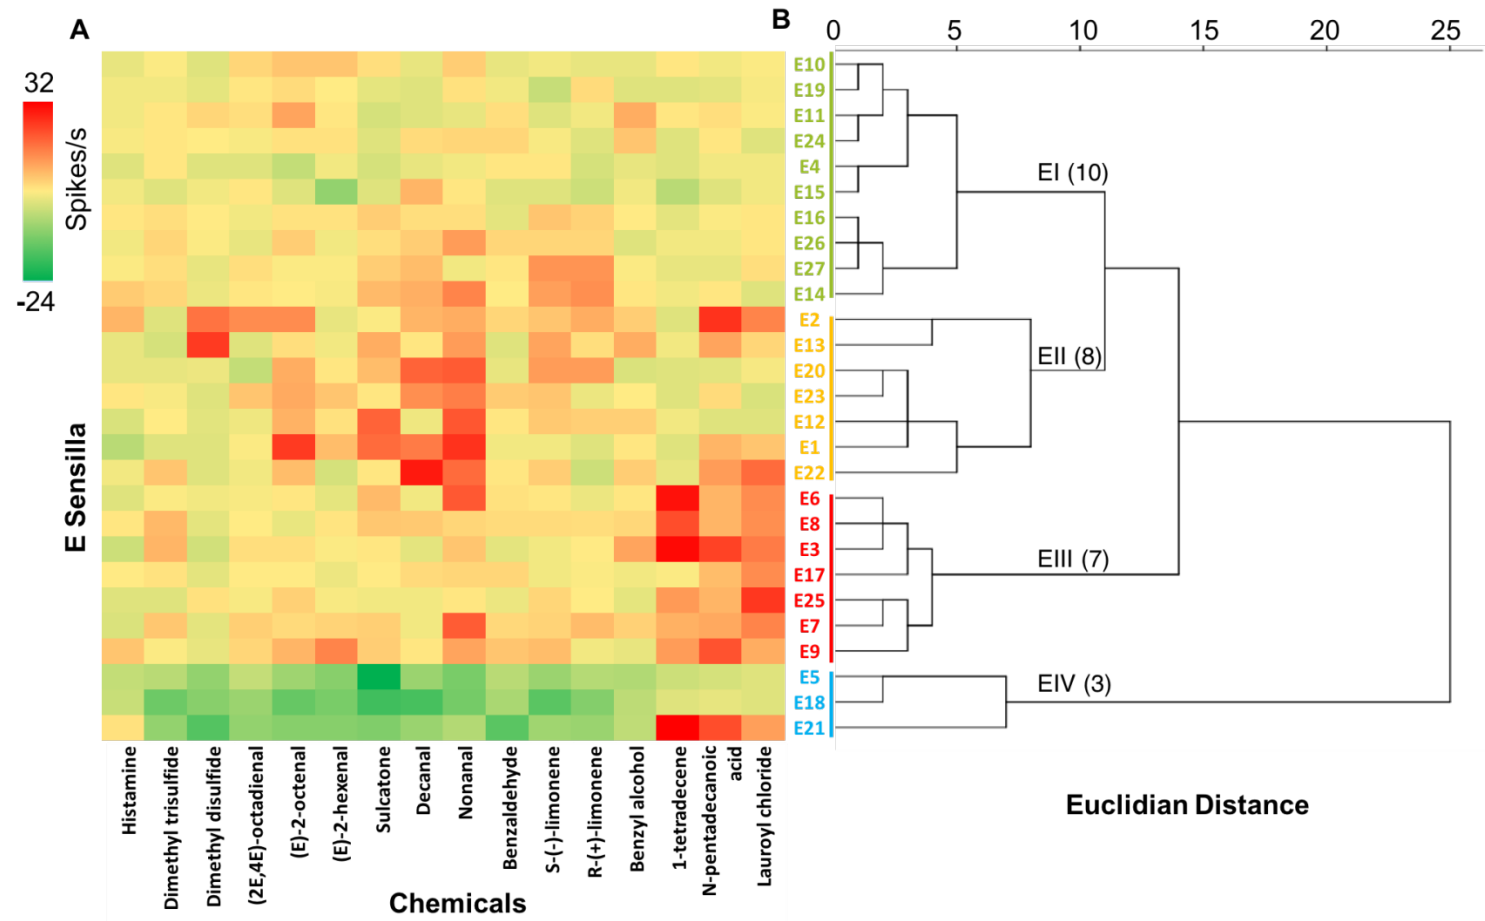 A
B
0 5 10 15 20 25
32
Spikes/s
-24
E Sensilla
E10
E19
E11
E24
E4
E15
E16
E26
E27
E14
E2
E13
E20
E23
E12
E1
E22
E6
E8
E3
E17
E25
E7
E9
E5
E18
E21
EI (10)
EII (8)
EIII (7)
EIV (3)
Histamine
Dimethyl trisulfide
Dimethyl disulfide
(2E,4E)-octadienal
(E)-2-octenal
(E)-2-hexenal
Sulcatone
Decanal
Nonanal
Benzaldehyde
S-(-)-limonene
R-(+)-limonene
Benzyl alcohol
1-tetradecene
N-pentadecanoic
acid
Lauroyl chloride
Chemicals
Euclidian Distance